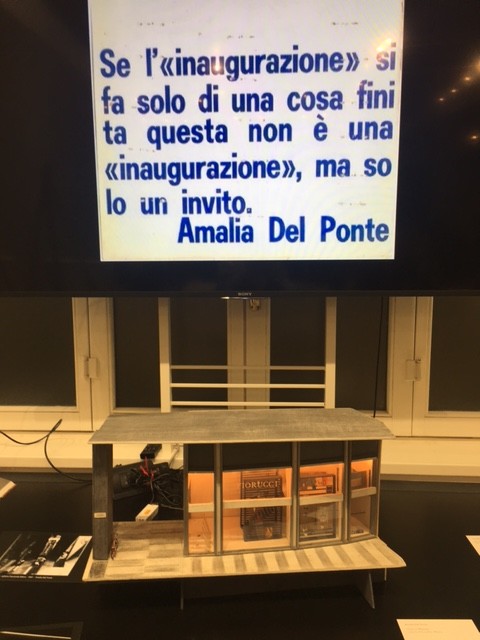 Se l'«inaugurazione» si
fa solo di una cosa fini
ta questa non è una
«inaugurazione», ma so
lo un invito.
Amalia Del Ponte
SONY
FIORUCCI